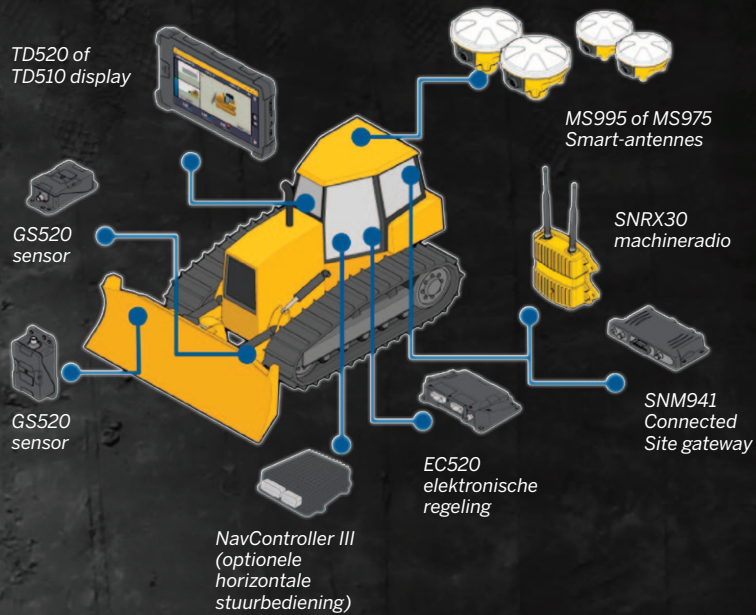 TD520 of
TD510 display
MS995 of MS975
Smart-antennes
GS520
sensor
SNRX30
machineradio
GS520
sensor
SNM941
Connected
Site gateway
EC520
elektronische
regeling
NavController III
(optionele
horizontale
stuurbediening)